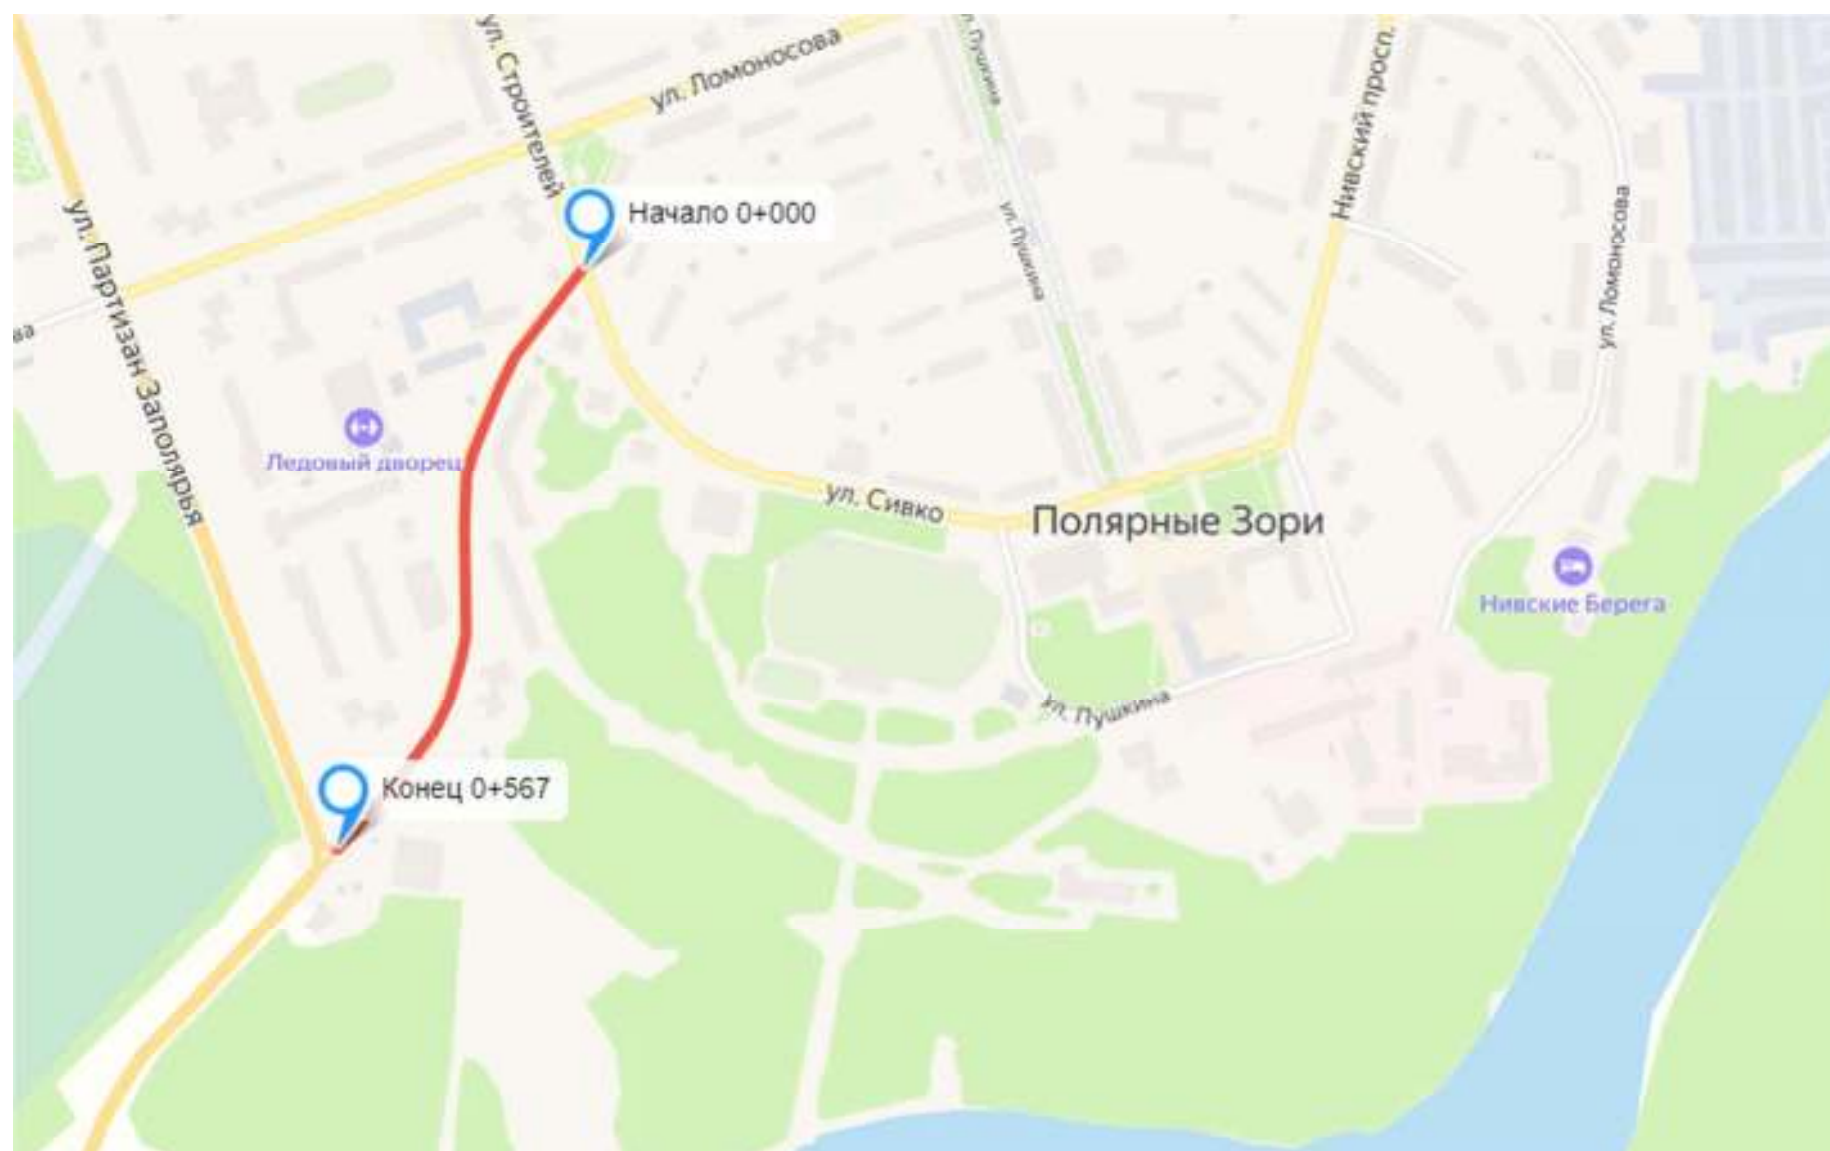 ул. Строителей
ул. Ломоносова
л. Пушкина
Нивский просп.
ул. Партизан Заполярья
Начало 0+000
ул. Пушкина
ул. Ломоносова
ва
Ледовый дворец
ул. Сивко
Полярные Зори
Нивские Берега
ул. Пушкина
Конец 0+567